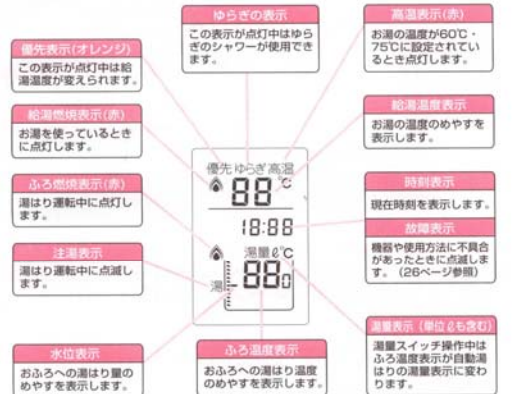 ゆらぎの表示
この表示が点灯中はゆら
ぎのシャワーが使用でき
ます。
高温表示(赤)
お湯の温度が60℃・
75℃に設定されてい
るとき点灯します。
優先表示(オレンジ)
この表示が点灯中は給
湯温度が変えられます。
給湯燃焼表示(赤)
お湯を使っているとき
に点灯します。
給湯温度表示
お湯の温度のめやすを
表示します。
ふろ燃焼表示(赤)
湯はり運転中に点灯し
ます。
時刻表示
現在時刻を表示します。
故障表示
機器や使用方法に不具合
があったときに点滅しま
す。(26ページ参照)
注湯表示
湯はり運転中に点滅し
ます。
優先 ゆらぎ 高温
88 ℃
18:88
湯量 ℓ ℃
湯
880
水位表示
おふろへの湯はり量の
めやすを表示します。
ふろ温度表示
おふろへの湯はり温度
のめやすを表示します。
湯量表示(単位ℓも含む)
湯量スイッチ操作中は
ふろ温度表示が自動湯
はりの湯量表示に変わ
ります。